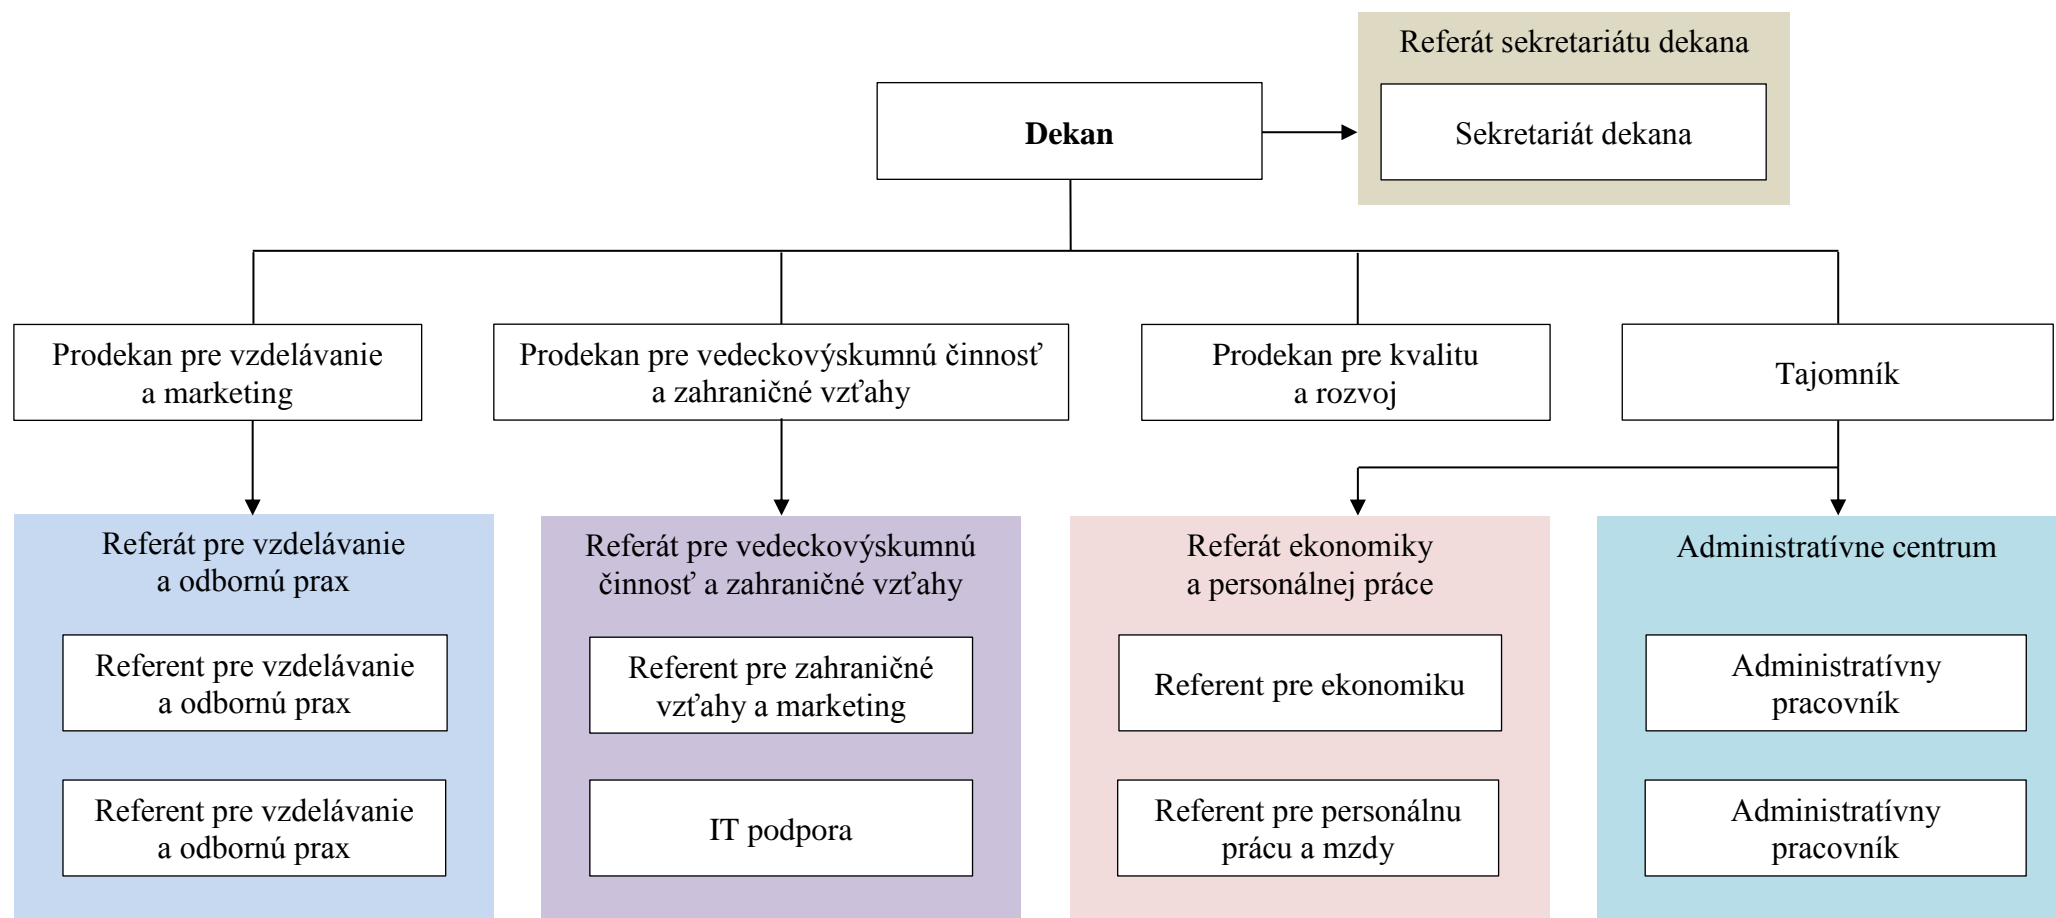 Referát sekretariátu dekana
Dekan
Sekretariát dekana
Prodekan pre vzdelávanie
a marketing
Prodekan pre vedeckovýskumnú činnosť
a zahraničné vzťahy
Prodekan pre kvalitu
a rozvoj
Tajomník
Referát pre vzdelávanie
a odbornú prax
Referent pre vzdelávanie
a odbornú prax
Referent pre vzdelávanie
a odbornú prax
Referát pre vedeckovýskumnú
činnosť a zahraničné vzťahy
Referent pre zahraničné
vzťahy a marketing
IT podpora
Referát ekonomiky
a personálnej práce
Referent pre ekonomiku
Referent pre personálnu
prácu a mzdy
Administratívne centrum
Administratívny
pracovník
Administratívny
pracovník